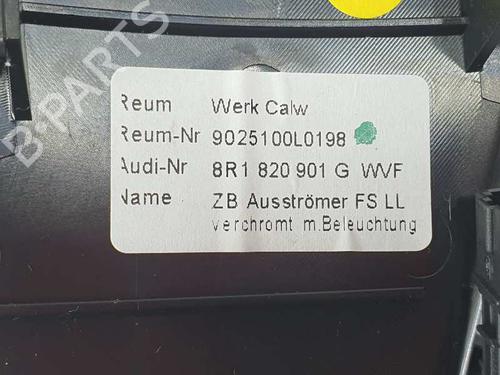 B-PARTS
Reum Werk Calw
Reum-Nr 9025100L0198
Audi-Nr 8R1 820 901 G WVF
Name ZB Ausströmer FS LL
verchromt m.Beleuchtung